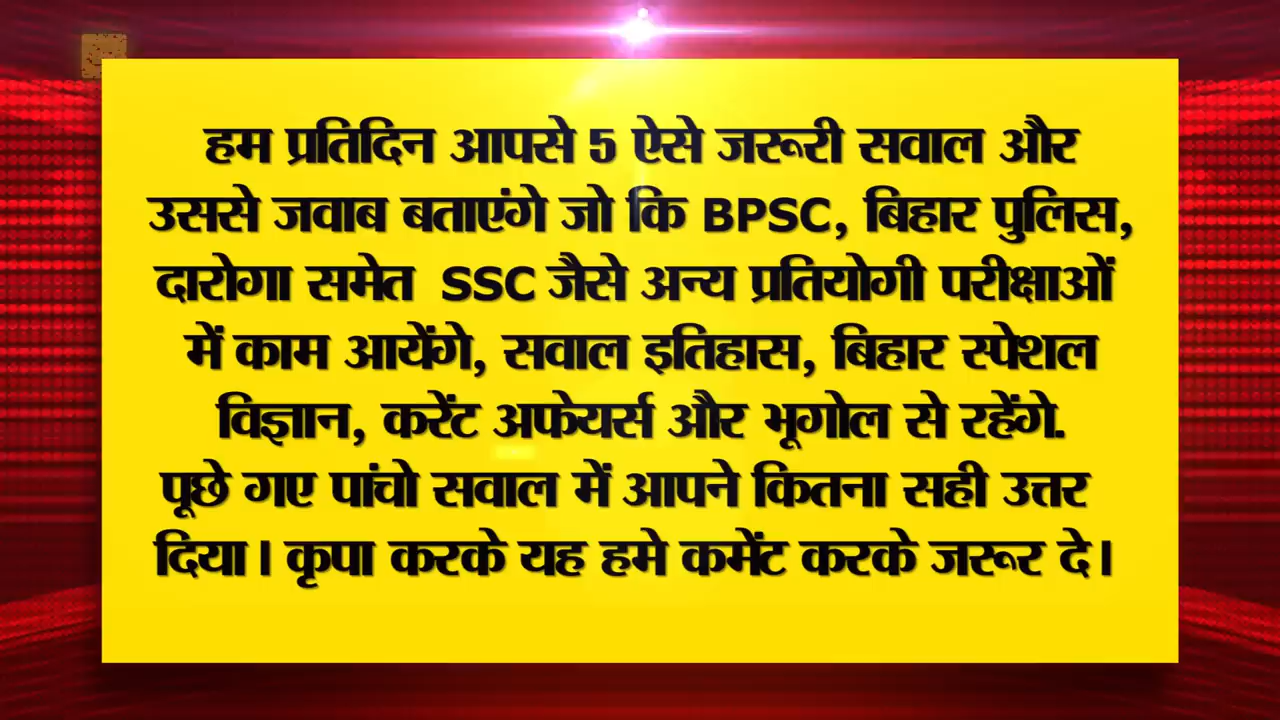 हम प्रतिदिन आपसे 5 ऐसे जरूरी सवाल और
उससे जवाब बताएंगे जो कि BPSC, बिहार पुलिस,
दारोगा समेत SSC जैसे अन्य प्रतियोगी परीक्षाओं
में काम आयेंगे, सवाल इतिहास, बिहार स्पेशल
विज्ञान, करेंट अफेयर्स और भूगोल से रहेंगे.
पूछे गए पांचो सवाल में आपने कितना सही उत्तर
दिया। कृपा करके यह हमे कमेंट करके जरूर दे।